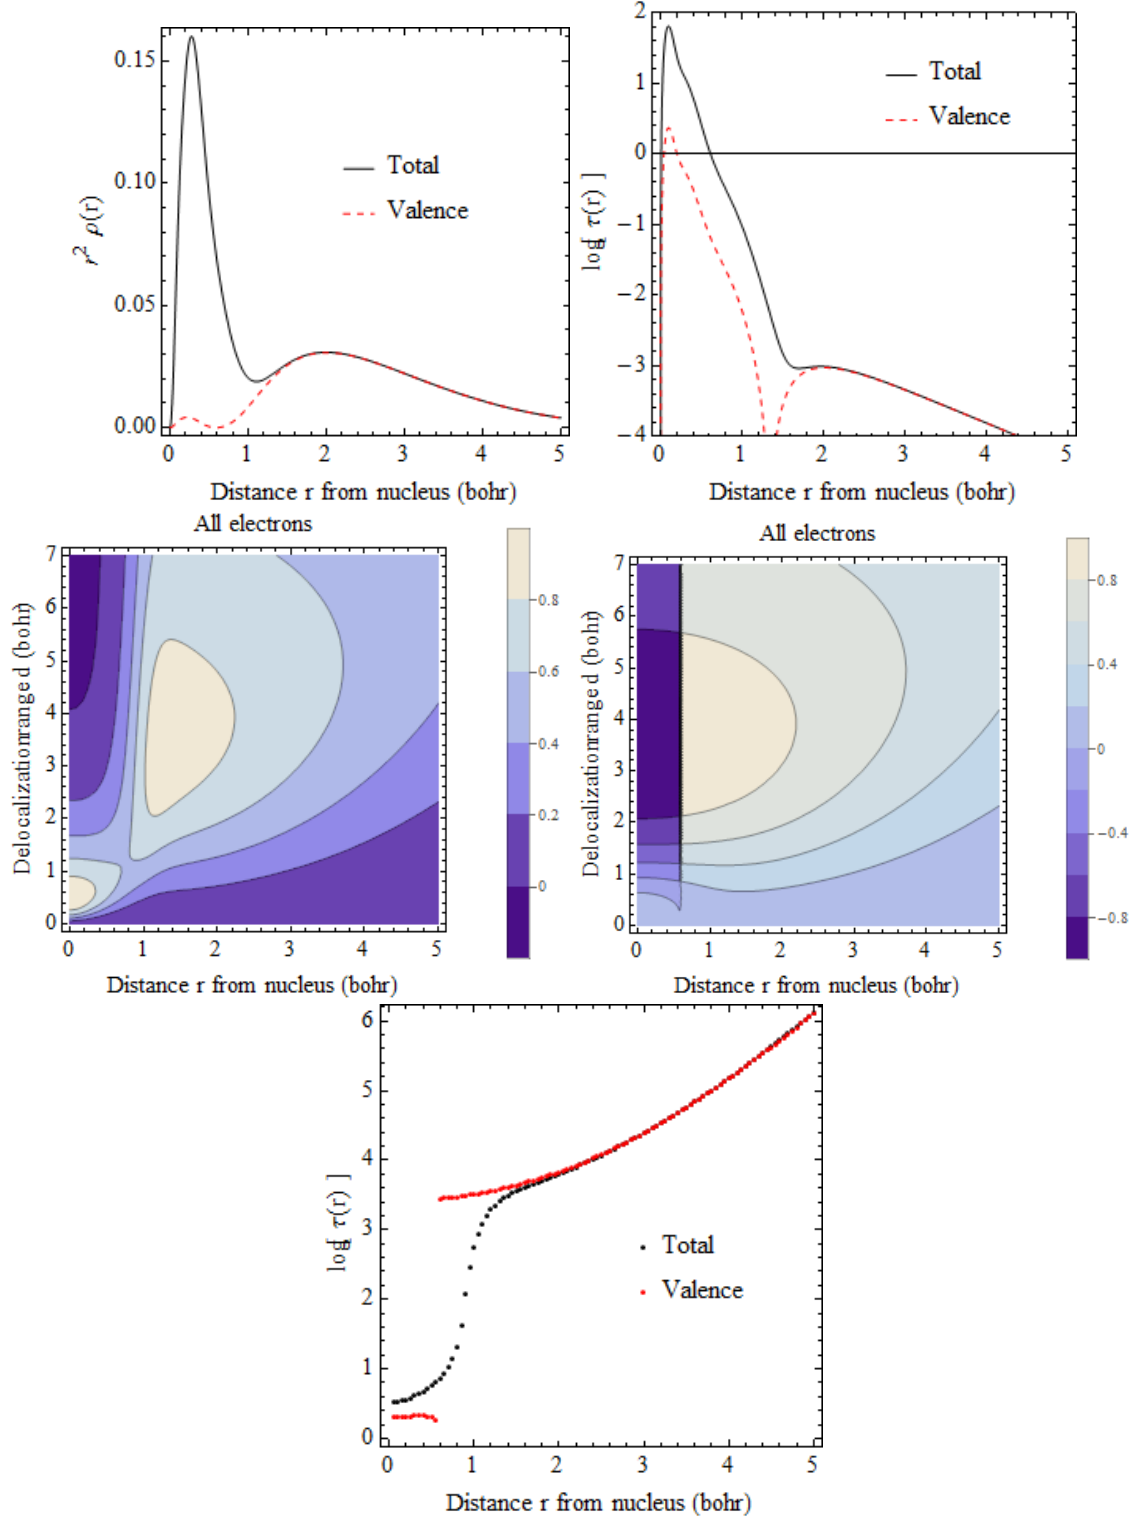 0.15
0.10
0.05
0.00
r² ρ(r)
Total
Valence
0 1 2 3 4 5
Distance r from nucleus (bohr)
2
1
0
−1
−2
−3
−4
log[ τ(r) ]
Total
Valence
0 1 2 3 4 5
Distance r from nucleus (bohr)
All electrons
7
6
5
4
3
2
1
0
Delocalizationrange d (bohr)
0 1 2 3 4 5
Distance r from nucleus (bohr)
0.8
0.6
0.4
0.2
0
All electrons
7
6
5
4
3
2
1
0
Delocalizationrange d (bohr)
0 1 2 3 4 5
Distance r from nucleus (bohr)
0.8
0.4
0
−0.4
−0.8
6
5
4
3
2
1
0
log[ τ(r) ]
Total
Valence
0 1 2 3 4 5
Distance r from nucleus (bohr)